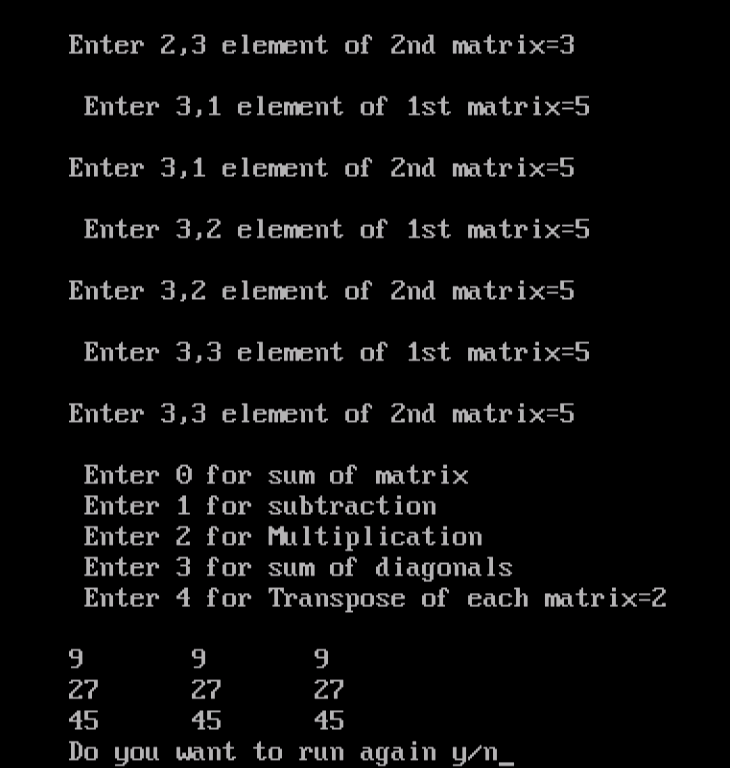 Enter 2,3 element of 2nd matrix=3
Enter 3,1 element of 1st matrix=5
Enter 3,1 element of 2nd matrix=5
Enter 3,2 element of 1st matrix=5
Enter 3,2 element of 2nd matrix=5
Enter 3,3 element of 1st matrix=5
Enter 3,3 element of 2nd matrix=5
Enter 0 for sum of matrix
Enter 1 for subtraction
Enter 2 for Multiplication
Enter 3 for sum of diagonals
Enter 4 for Transpose of each matrix=2
9 9 9
27 27 27
45 45 45
Do you want to run again y/n_